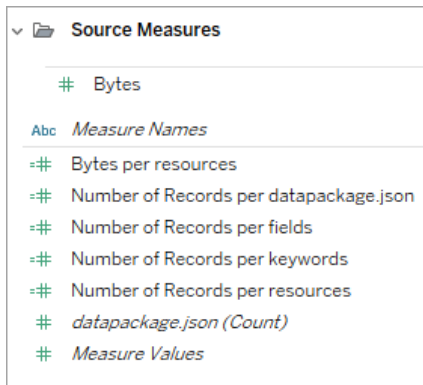 Source Measures
# Bytes
Abc Measure Names
=# Bytes per resources
=# Number of Records per datapackage.json
=# Number of Records per fields
=# Number of Records per keywords
=# Number of Records per resources
# datapackage.json (Count)
# Measure Values